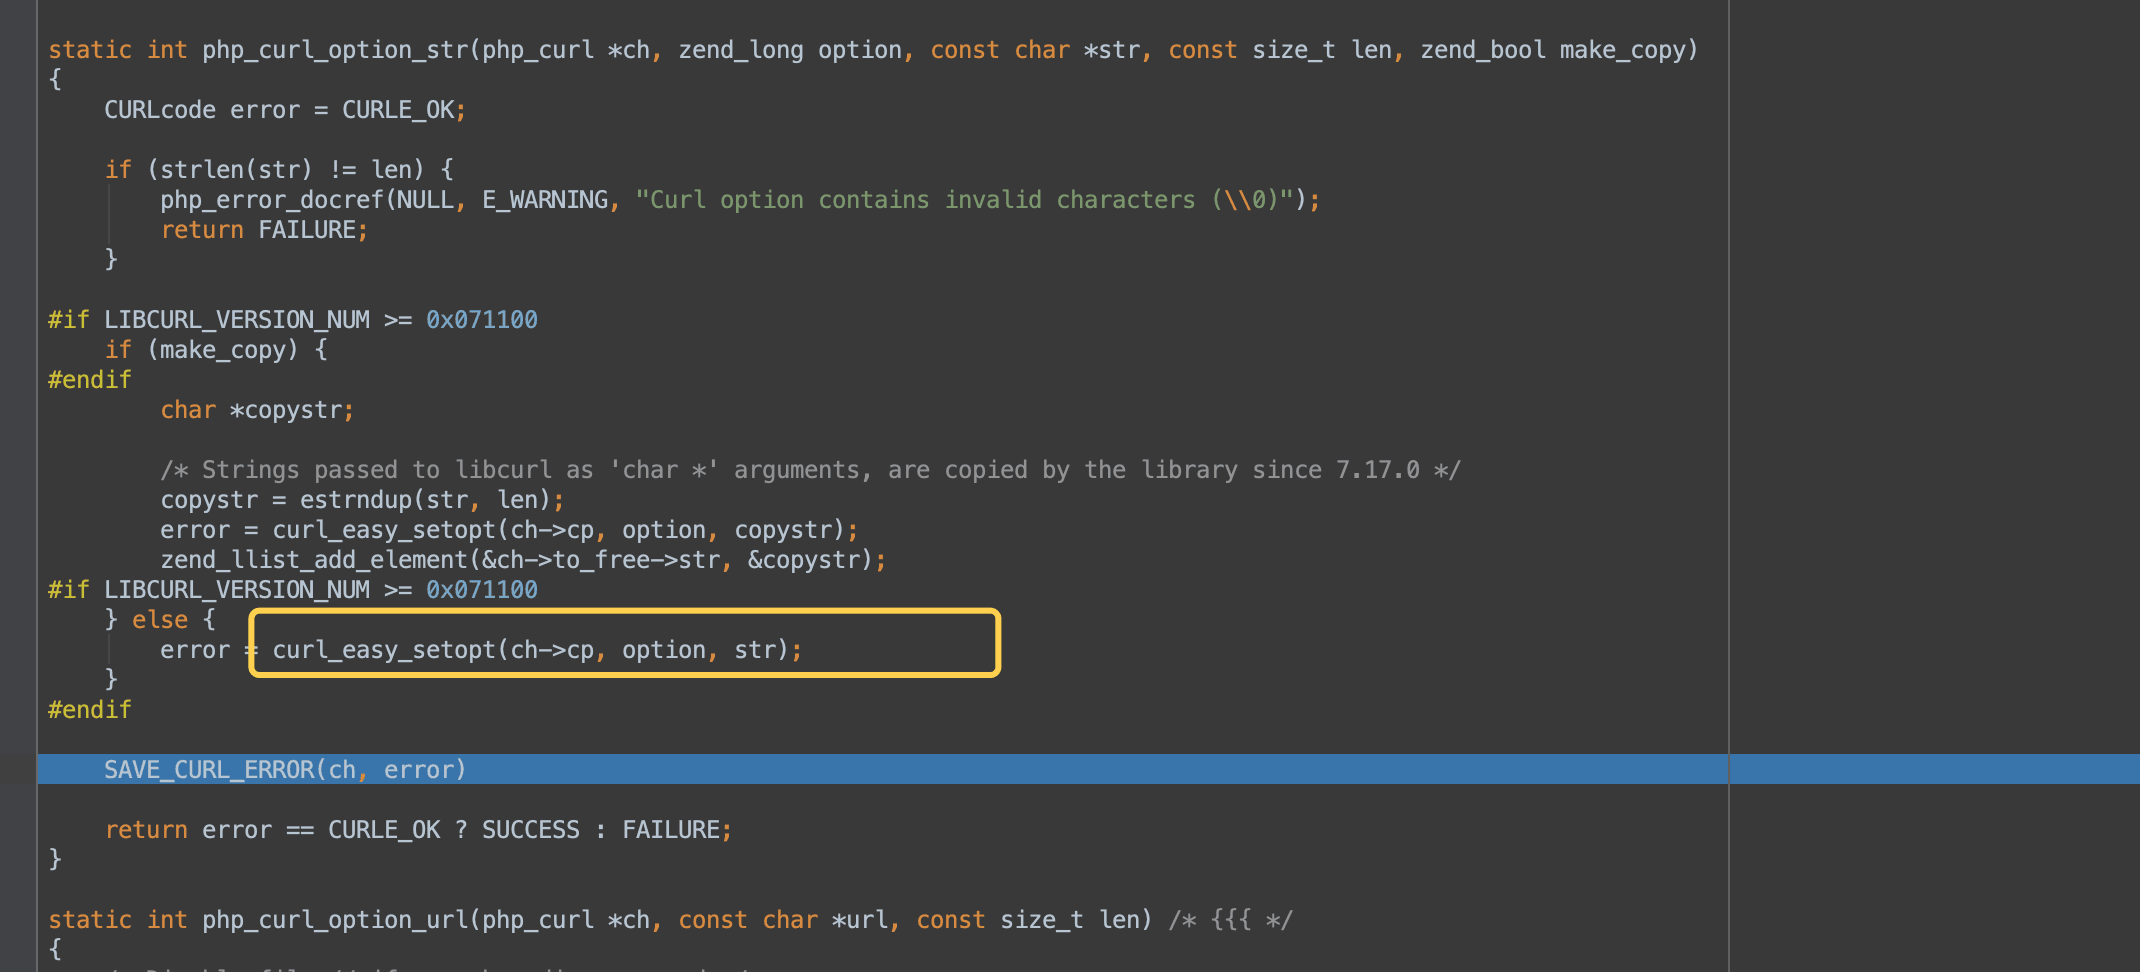 static int php_curl_option_str(php_curl *ch, zend_long option, const char *str, const size_t len, zend_bool make_copy)
{
    CURLcode error = CURLE_OK;

    if (strlen(str) != len) {
        php_error_docref(NULL, E_WARNING, "Curl option contains invalid characters (\\0)");
        return FAILURE;
    }

#if LIBCURL_VERSION_NUM >= 0x071100
    if (make_copy) {
#endif
        char *copystr;

        /* Strings passed to libcurl as 'char *' arguments, are copied by the library since 7.17.0 */
        copystr = estrndup(str, len);
        error = curl_easy_setopt(ch->cp, option, copystr);
        zend_llist_add_element(&ch->to_free->str, &copystr);
#if LIBCURL_VERSION_NUM >= 0x071100
    } else {
        error = curl_easy_setopt(ch->cp, option, str);
    }
#endif

    SAVE_CURL_ERROR(ch, error)

    return error == CURLE_OK ? SUCCESS : FAILURE;
}

static int php_curl_option_url(php_curl *ch, const char *url, const size_t len) /* {{{ */
{